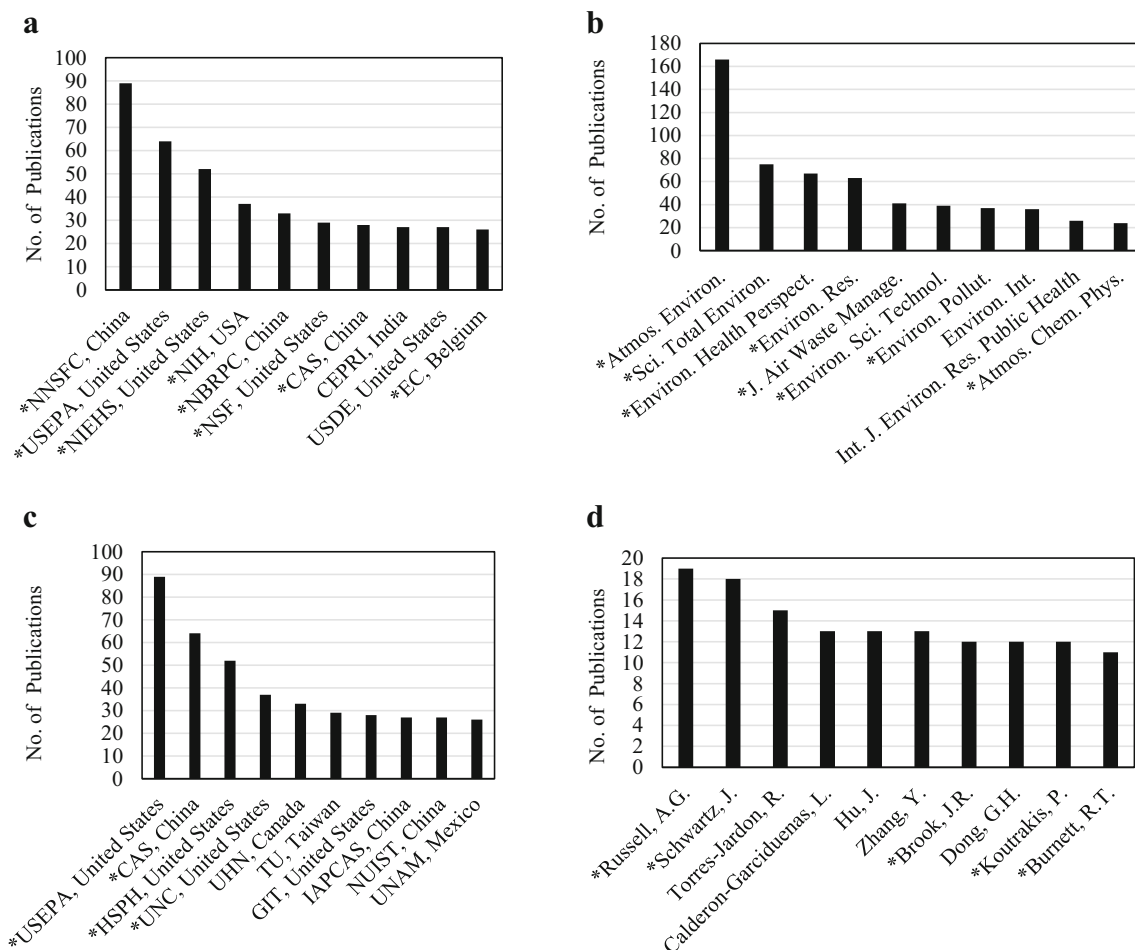 a
No. of Publications
100
90
80
70
60
50
40
30
20
10
0
*NNSFC, China
*USEPA, United States
*NIEHS, United States
*NIH, USA
*NBRPC, China
*NSF, United States
*CAS, China
CEPRI, India
USDE, United States
*EC, Belgium
b
No. of Publications
180
160
140
120
100
80
60
40
20
0
*Atmos. Environ.
*Sci. Total Environ.
*Environ. Health Perspect.
*Environ. Res.
*J. Air Waste Manage.
*Environ. Sci. Technol.
*Environ. Pollut.
Environ. Int.
Int. J. Environ. Res. Public Health
*Atmos. Chem. Phys.
c
No. of Publications
100
90
80
70
60
50
40
30
20
10
0
*USEPA, United States
*CAS, China
*HSPH, United States
*UNC, United States
UHN, Canada
TU, Taiwan
GIT, United States
IAPCAS, China
NUIST, China
UNAM, Mexico
d
No. of Publications
20
18
16
14
12
10
8
6
4
2
0
*Russell, A.G.
*Schwartz, J.
Torres-Jardon, R.
Calderon-Garciduenas, L.
Hu, J.
Zhang, Y.
*Brook, J.R.
Dong, G.H.
*Koutrakis, P.
*Burnett, R.T.